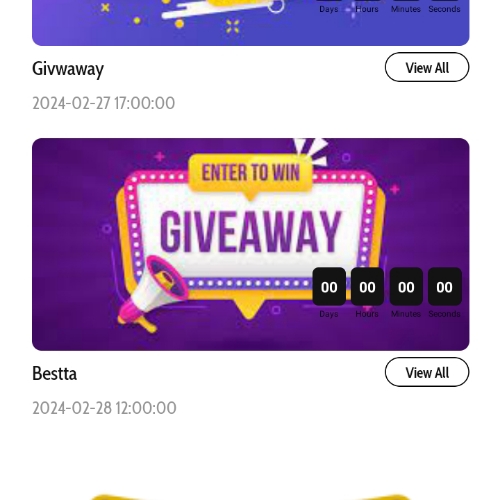 Days Hours Minutes Seconds
Givwaway View All
2024-02-27 17:00:00
ENTER TO WIN
GIVEAWAY
00 00 00 00
Days Hours Minutes Seconds
Bestta View All
2024-02-28 12:00:00